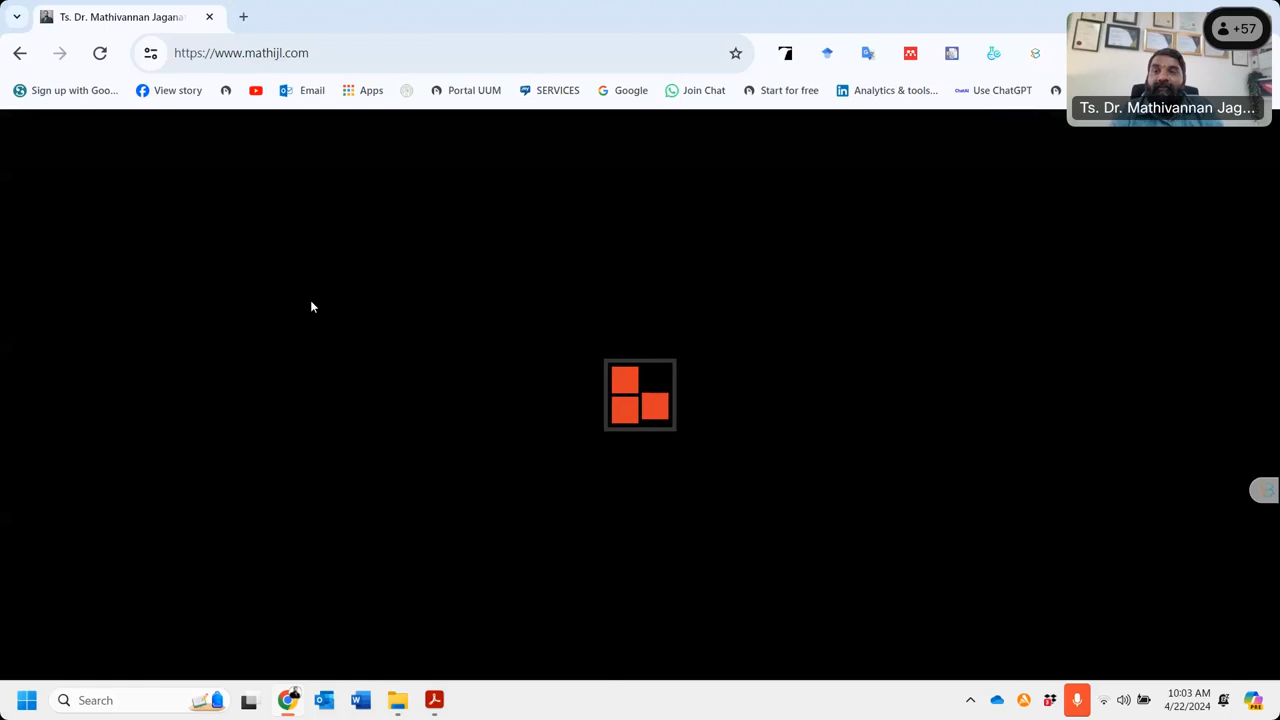 Ts. Dr. Mathivannan Jagana
+57
https://www.mathijl.com
Sign up with Goo... View story Email Apps Portal UUM SERVICES Google Join Chat Start for free Analytics & tools... ChatAI Use ChatGPT
Ts. Dr. Mathivannan Jag...
Search
10:03 AM
4/22/2024
PRE